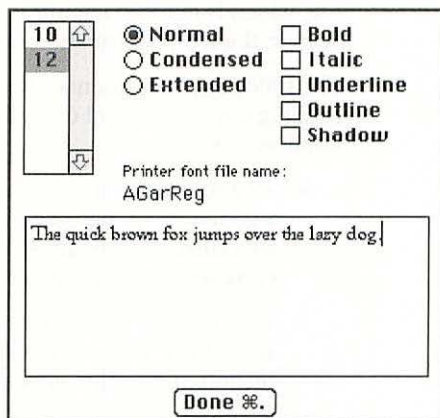 10
12
Normal
Condensed
Extended
Bold
Italic
Underline
Outline
Shadow
Printer font file name:
AGarReg
The quick brown fox jumps over the lazy dog.
Done ⌘.